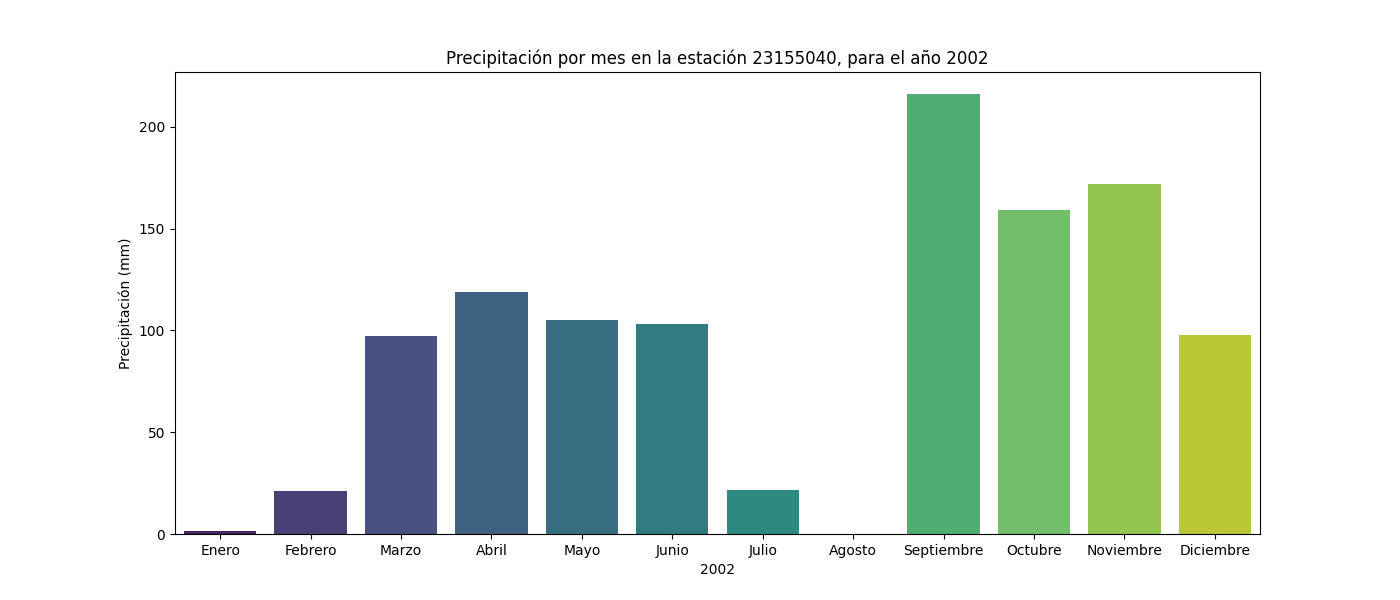 Precipitación por mes en la estación 23155040, para el año 2002
Precipitación (mm)
200
150
100
50
0
Enero Febrero Marzo Abril Mayo Junio Julio Agosto Septiembre Octubre Noviembre Diciembre
2002